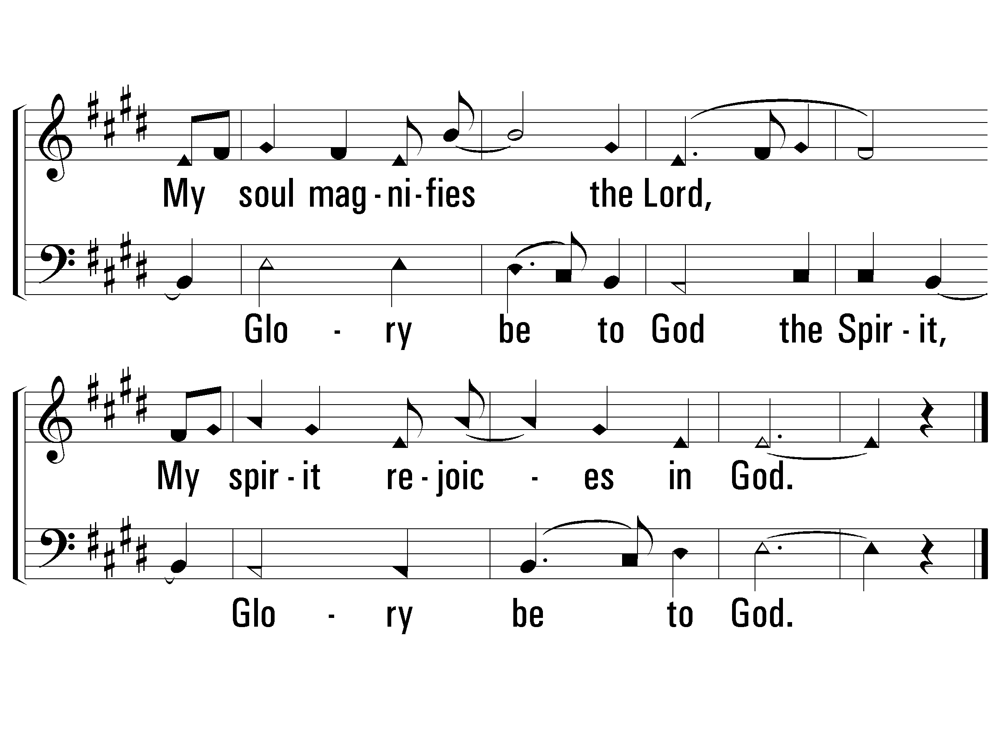 My soul mag - ni - fies the Lord,
Glo - ry be to God the Spir - it,
My spir - it re - joic - es in God.
Glo - ry be to God.